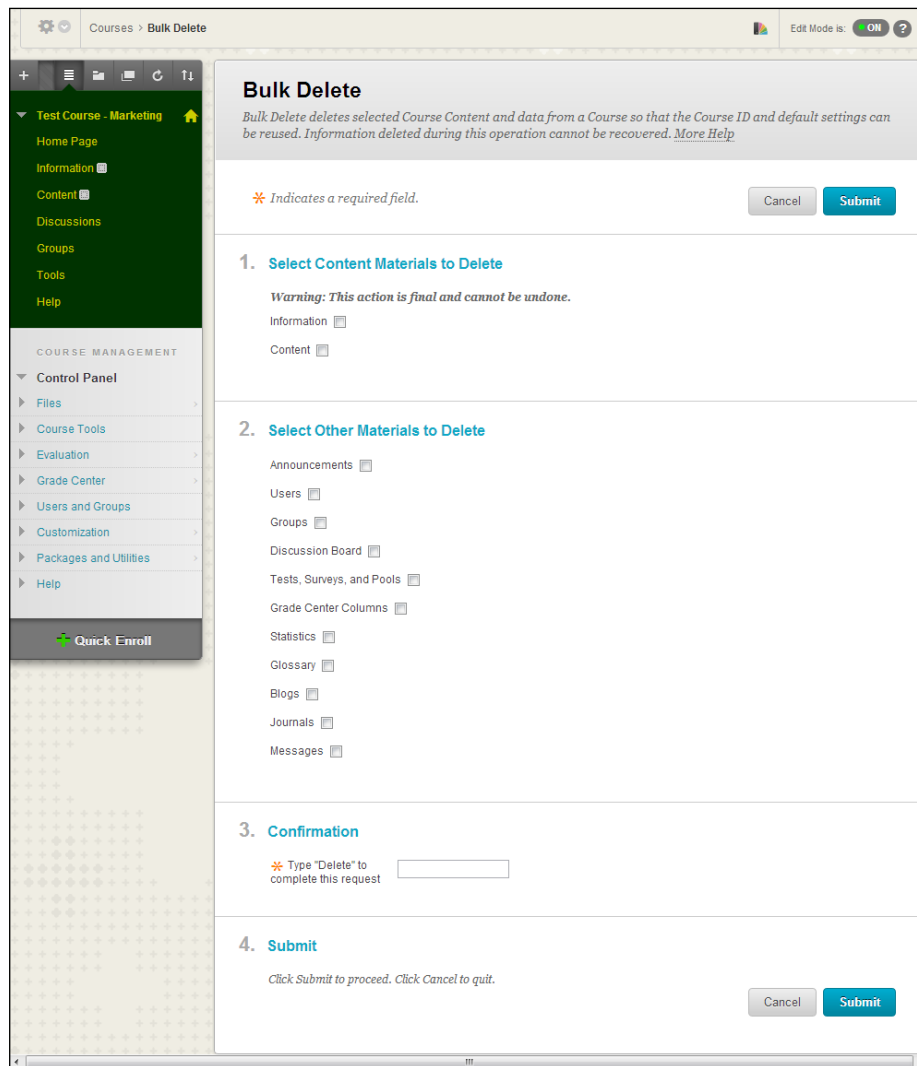 Courses > Bulk Delete
Edit Mode is: ON ?
Test Course - Marketing
Home Page
Information
Content
Discussions
Groups
Tools
Help
COURSE MANAGEMENT
Control Panel
Files
Course Tools
Evaluation
Grade Center
Users and Groups
Customization
Packages and Utilities
Help
Quick Enroll
Bulk Delete
Bulk Delete deletes selected Course Content and data from a Course so that the Course ID and default settings can
be reused. Information deleted during this operation cannot be recovered. More Help
Indicates a required field.
Cancel Submit
1. Select Content Materials to Delete
Warning: This action is final and cannot be undone.
Information
Content
2. Select Other Materials to Delete
Announcements
Users
Groups
Discussion Board
Tests, Surveys, and Pools
Grade Center Columns
Statistics
Glossary
Blogs
Journals
Messages
3. Confirmation
Type "Delete" to
complete this request
4. Submit
Click Submit to proceed. Click Cancel to quit.
Cancel Submit